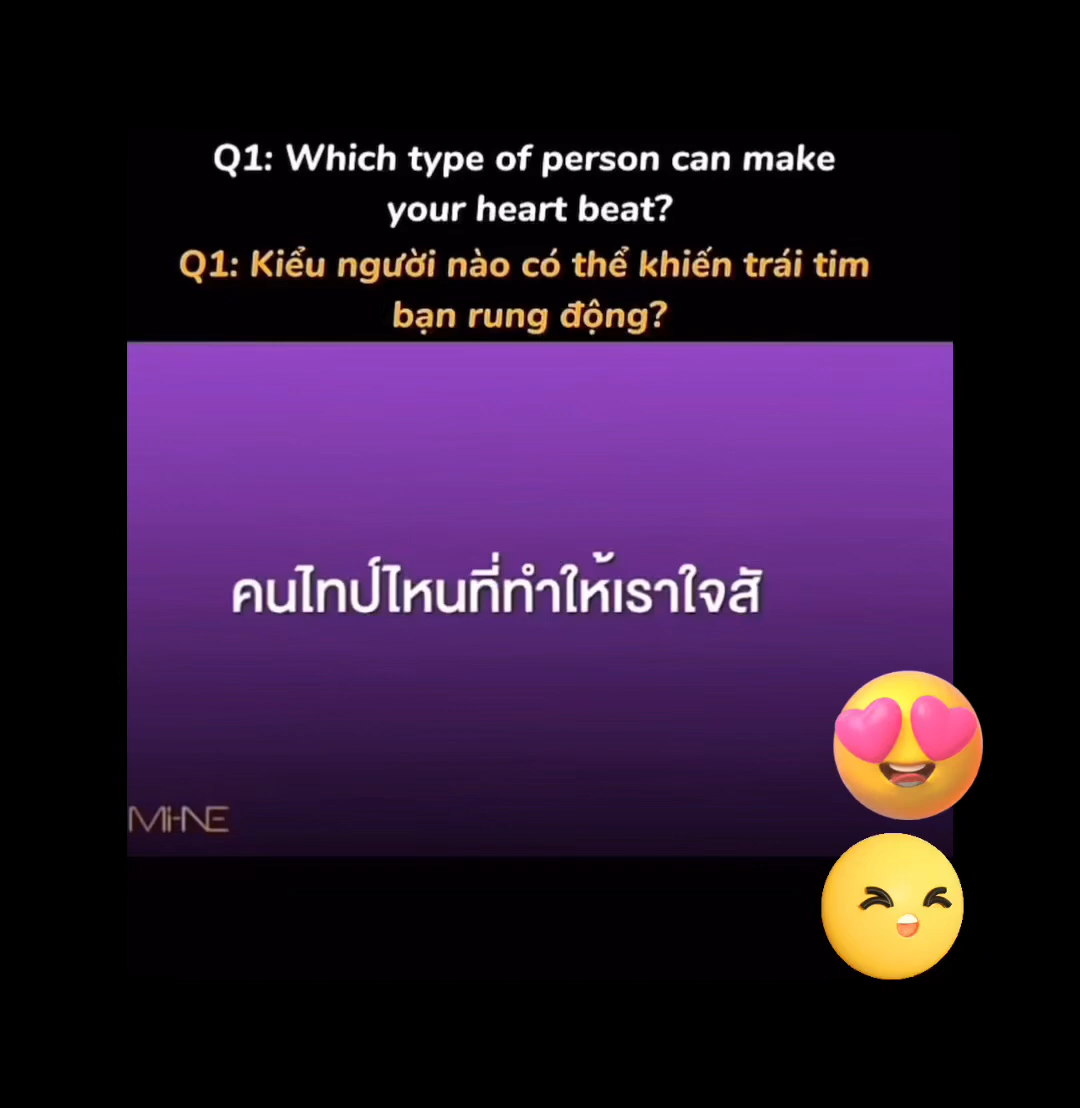 Q1: Which type of person can make
your heart beat?
Q1: Kiểu người nào có thể khiến trái tim
bạn rung động?
คนไทป์ไหนที่ทำให้เราใจสั
Mi-NE